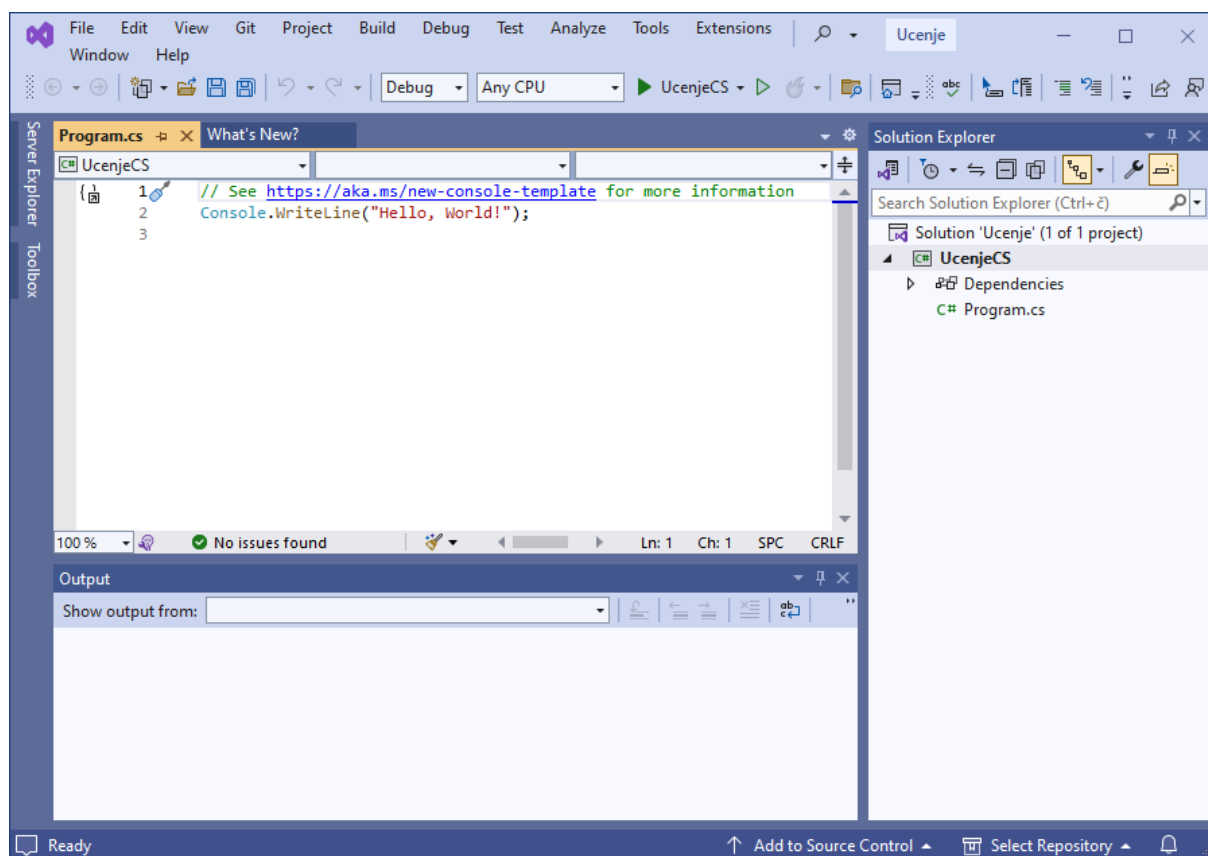 File Edit View Git Project Build Debug Test Analyze Tools Extensions
Window Help
Ucenje
Debug Any CPU UcenjeCS
Server Explorer
Toolbox
Program.cs What's New?
C# UcenjeCS
1 // See https://aka.ms/new-console-template for more information
2 Console.WriteLine("Hello, World!");
3
100 % No issues found Ln: 1 Ch: 1 SPC CRLF
Output
Show output from:
Solution Explorer
Search Solution Explorer (Ctrl+č)
Solution 'Ucenje' (1 of 1 project)
C# UcenjeCS
Dependencies
C# Program.cs
Ready Add to Source Control Select Repository